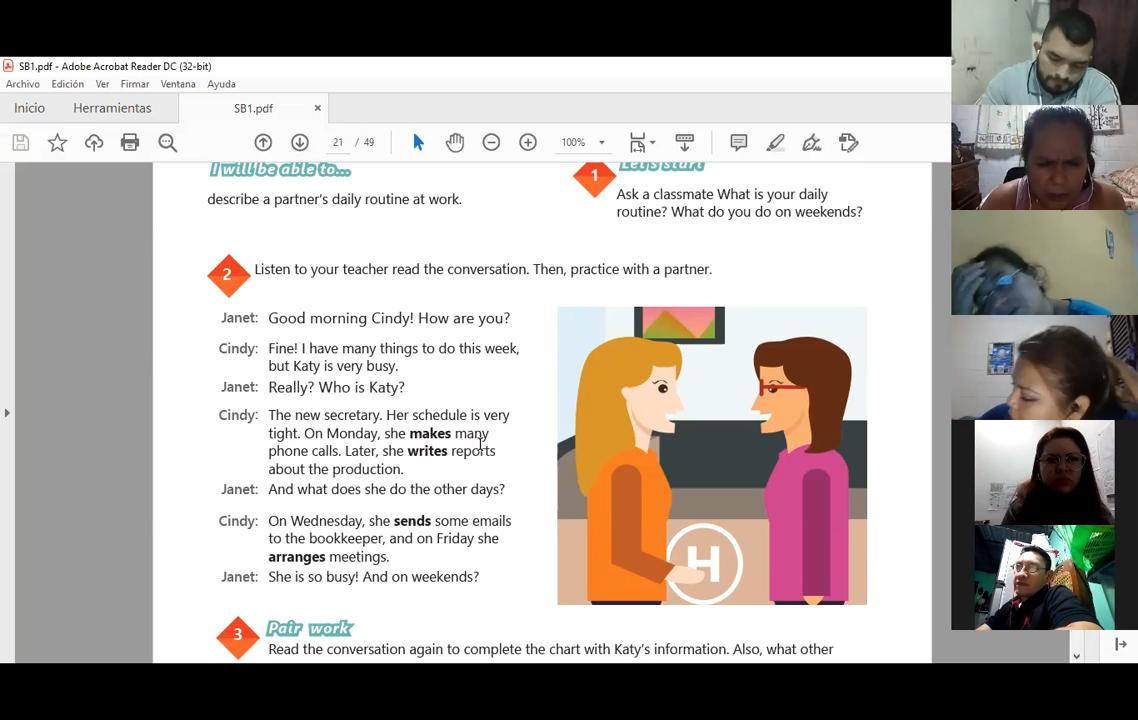 SB1.pdf - Adobe Acrobat Reader DC (32-bit)
Archivo Edición Ver Firmar Ventana Ayuda
Inicio Herramientas SB1.pdf ×
21 / 49 100%
I will be able to...
describe a partner's daily routine at work.
1 Let's start
Ask a classmate What is your daily
routine? What do you do on weekends?
2 Listen to your teacher read the conversation. Then, practice with a partner.
Janet: Good morning Cindy! How are you?
Cindy: Fine! I have many things to do this week,
but Katy is very busy.
Janet: Really? Who is Katy?
Cindy: The new secretary. Her schedule is very
tight. On Monday, she makes many
phone calls. Later, she writes reports
about the production.
Janet: And what does she do the other days?
Cindy: On Wednesday, she sends some emails
to the bookkeeper, and on Friday she
arranges meetings.
Janet: She is so busy! And on weekends?
H
3 Pair work
Read the conversation again to complete the chart with Katy's information. Also, what other